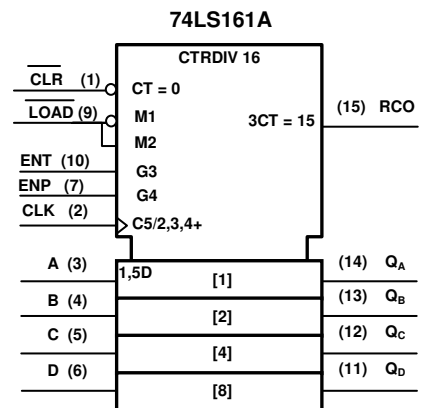 74LS161A
CTRDIV 16
CLR (1) CT = 0
LOAD (9) M1
M2
3CT = 15 (15) RCO
ENT (10) G3
ENP (7) G4
CLK (2) C5/2,3,4+
A (3) 1,5D [1] (14) QA
B (4) [2] (13) QB
C (5) [4] (12) QC
D (6) [8] (11) QD